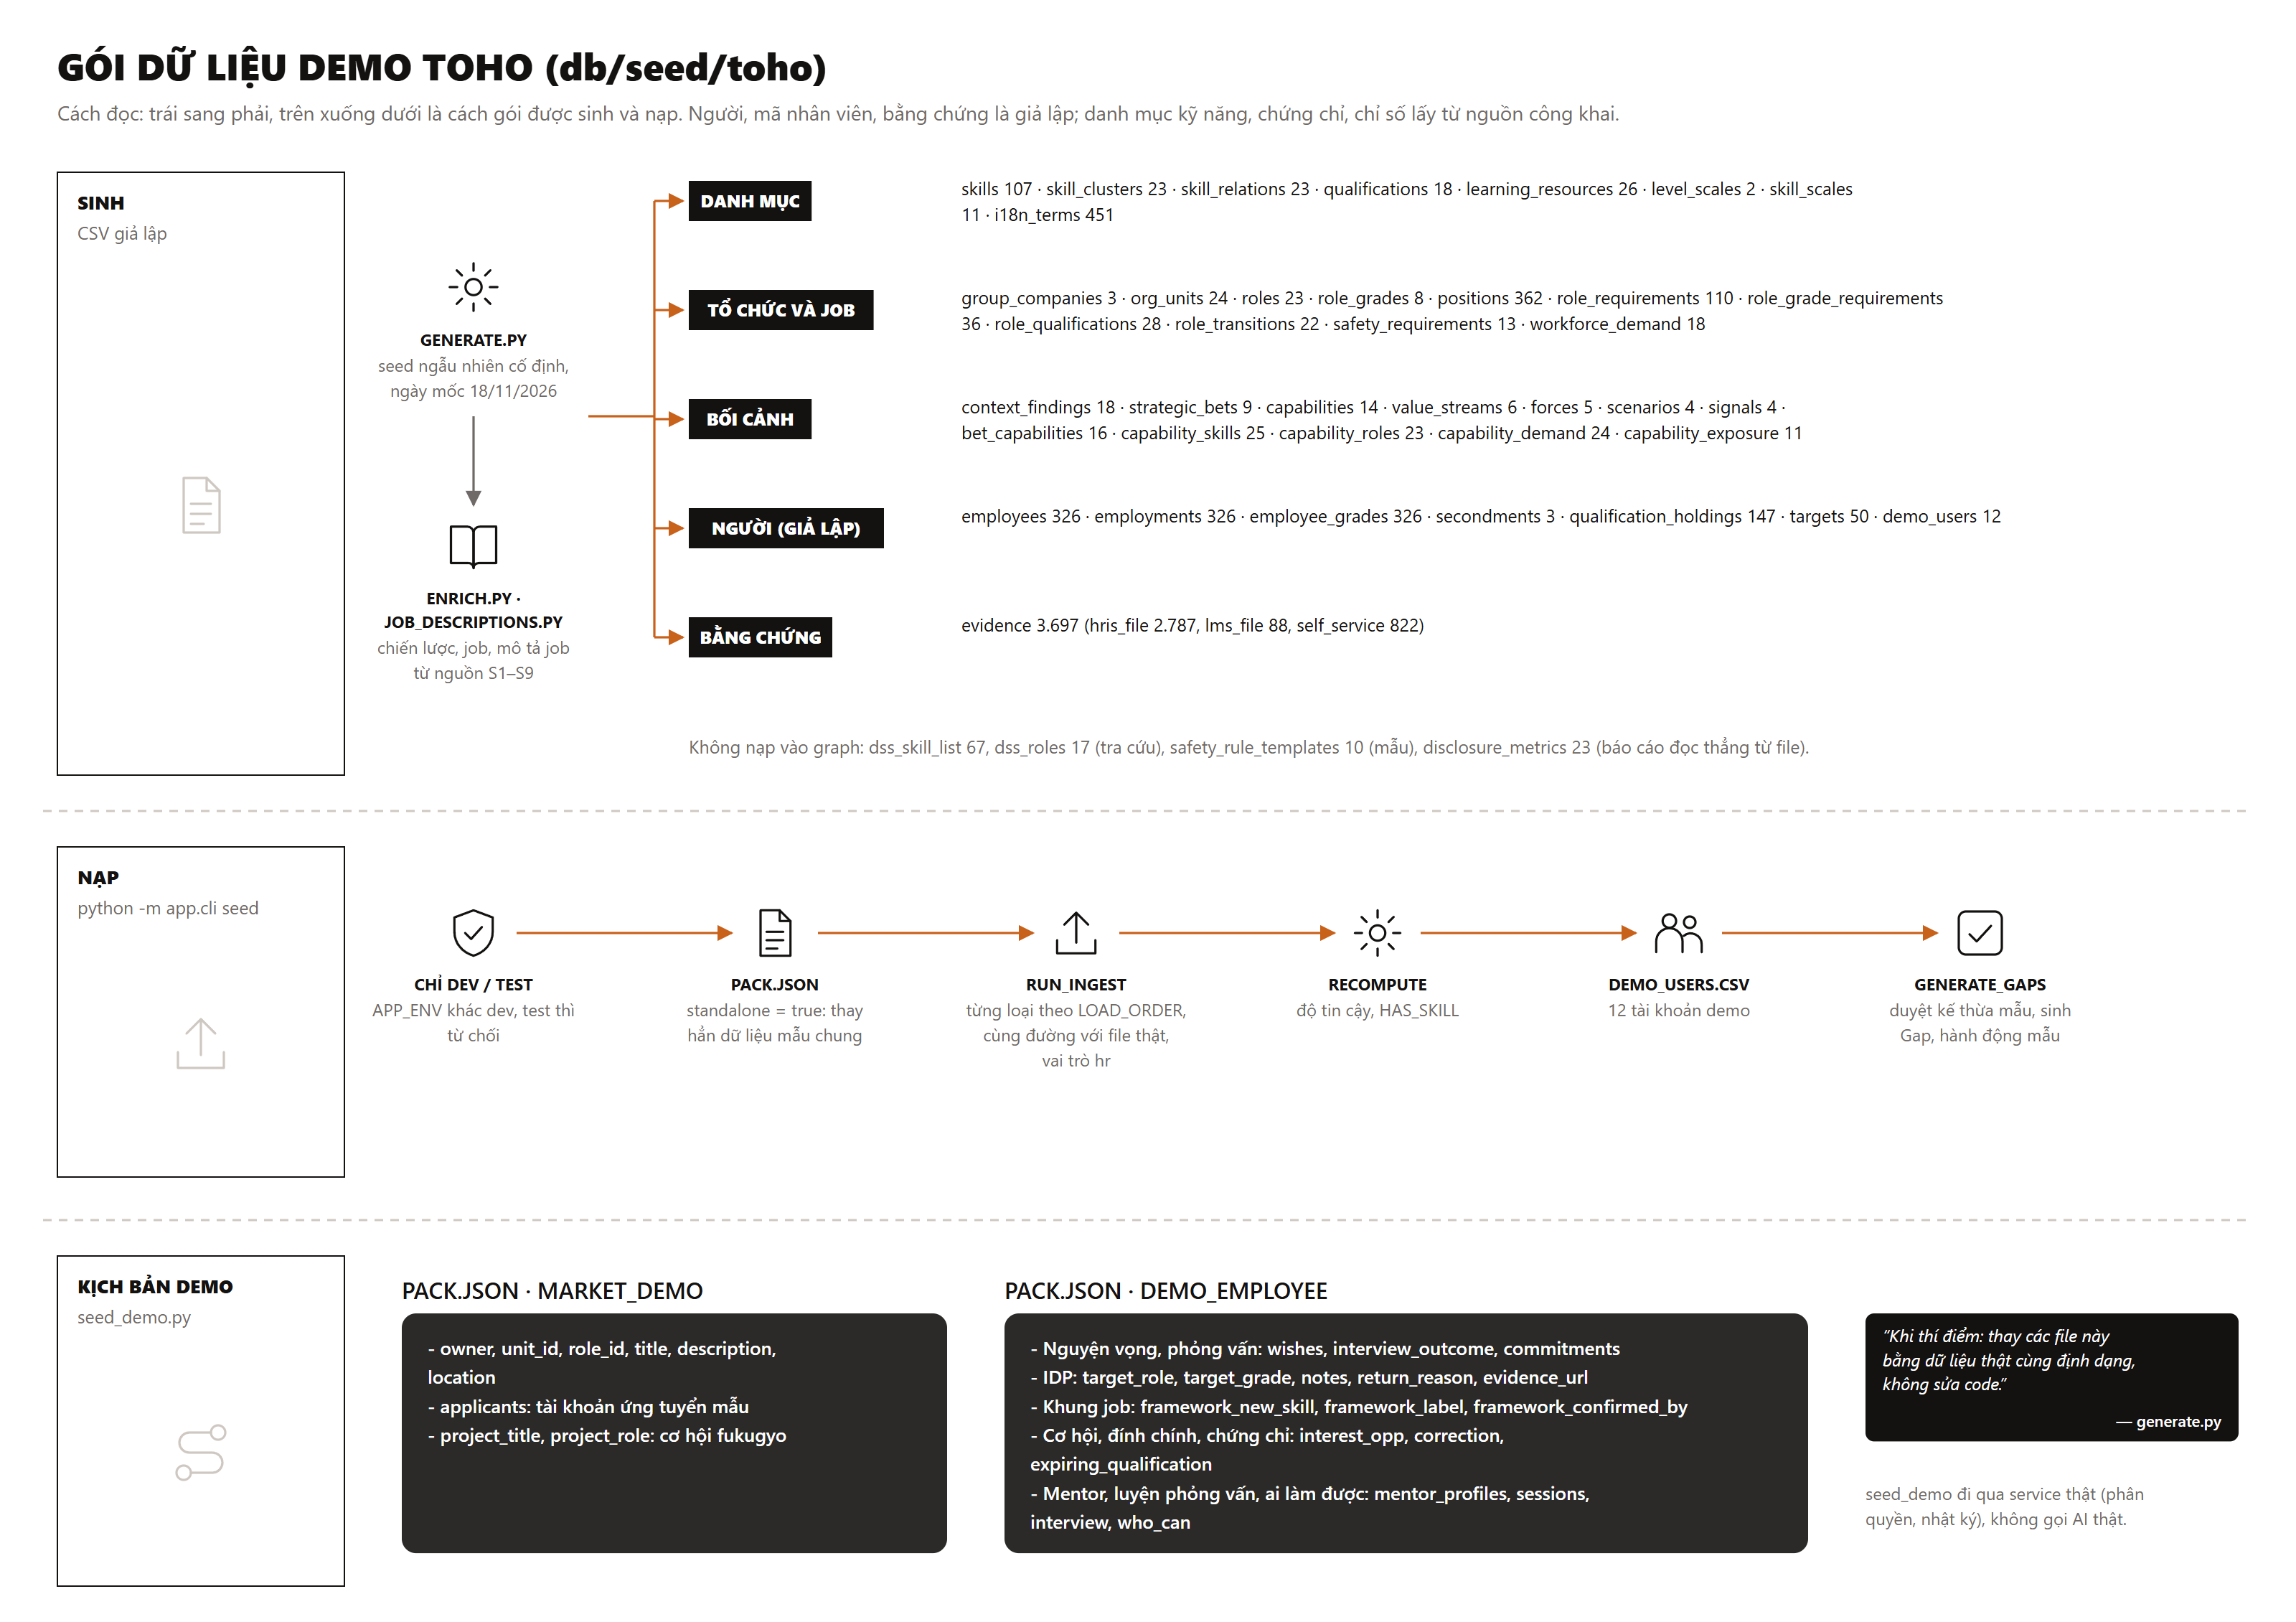 GÓI DỮ LIỆU DEMO TOHO (db/seed/toho)
Cách đọc: trái sang phải, trên xuống dưới là cách gói được sinh và nạp. Người, mã nhân viên, bằng chứng là giả lập; danh mục kỹ năng, chứng chỉ, chỉ số lấy từ nguồn công khai.
SINH
CSV giả lập
GENERATE.PY
seed ngẫu nhiên cố định,
ngày mốc 18/11/2026
ENRICH.PY ·
JOB_DESCRIPTIONS.PY
chiến lược, job, mô tả job
từ nguồn S1–S9
DANH MỤC
skills 107 · skill_clusters 23 · skill_relations 23 · qualifications 18 · learning_resources 26 · level_scales 2 · skill_scales
11 · i18n_terms 451
TỔ CHỨC VÀ JOB
group_companies 3 · org_units 24 · roles 23 · role_grades 8 · positions 362 · role_requirements 110 · role_grade_requirements
36 · role_qualifications 28 · role_transitions 22 · safety_requirements 13 · workforce_demand 18
BỐI CẢNH
context_findings 18 · strategic_bets 9 · capabilities 14 · value_streams 6 · forces 5 · scenarios 4 · signals 4 ·
bet_capabilities 16 · capability_skills 25 · capability_roles 23 · capability_demand 24 · capability_exposure 11
NGƯỜI (GIẢ LẬP)
employees 326 · employments 326 · employee_grades 326 · secondments 3 · qualification_holdings 147 · targets 50 · demo_users 12
BẰNG CHỨNG
evidence 3.697 (hris_file 2.787, lms_file 88, self_service 822)
Không nạp vào graph: dss_skill_list 67, dss_roles 17 (tra cứu), safety_rule_templates 10 (mẫu), disclosure_metrics 23 (báo cáo đọc thẳng từ file).
NẠP
python -m app.cli seed
CHỈ DEV / TEST
APP_ENV khác dev, test thì
từ chối
PACK.JSON
standalone = true: thay
hẳn dữ liệu mẫu chung
RUN_INGEST
từng loại theo LOAD_ORDER,
cùng đường với file thật,
vai trò hr
RECOMPUTE
độ tin cậy, HAS_SKILL
DEMO_USERS.CSV
12 tài khoản demo
GENERATE_GAPS
duyệt kế thừa mẫu, sinh
Gap, hành động mẫu
KỊCH BẢN DEMO
seed_demo.py
PACK.JSON · MARKET_DEMO
- owner, unit_id, role_id, title, description,
location
- applicants: tài khoản ứng tuyển mẫu
- project_title, project_role: cơ hội fukugyo
PACK.JSON · DEMO_EMPLOYEE
- Nguyện vọng, phỏng vấn: wishes, interview_outcome, commitments
- IDP: target_role, target_grade, notes, return_reason, evidence_url
- Khung job: framework_new_skill, framework_label, framework_confirmed_by
- Cơ hội, đính chính, chứng chỉ: interest_opp, correction,
expiring_qualification
- Mentor, luyện phỏng vấn, ai làm được: mentor_profiles, sessions,
interview, who_can
“Khi thí điểm: thay các file này
bằng dữ liệu thật cùng định dạng,
không sửa code.”
— generate.py
seed_demo đi qua service thật (phân
quyền, nhật ký), không gọi AI thật.